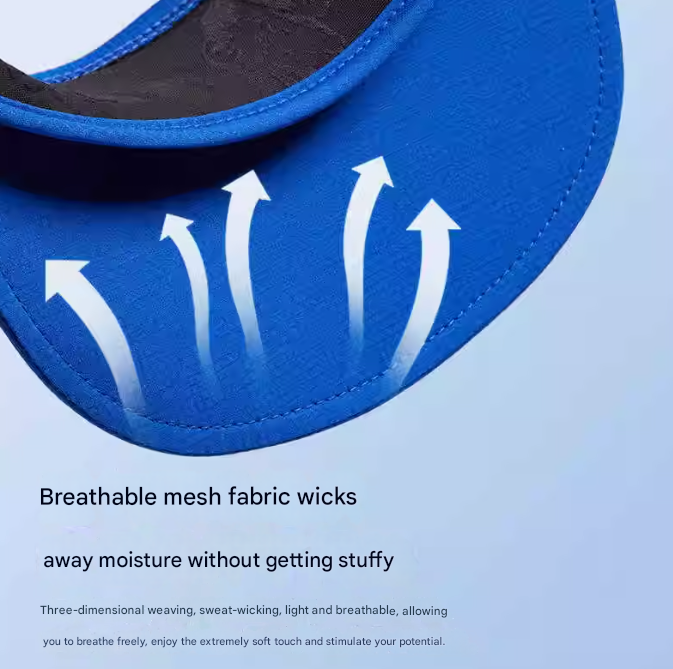 Breathable mesh fabric wicks
away moisture without getting stuffy
Three-dimensional weaving, sweat-wicking, light and breathable, allowing
you to breathe freely, enjoy the extremely soft touch and stimulate your potential.